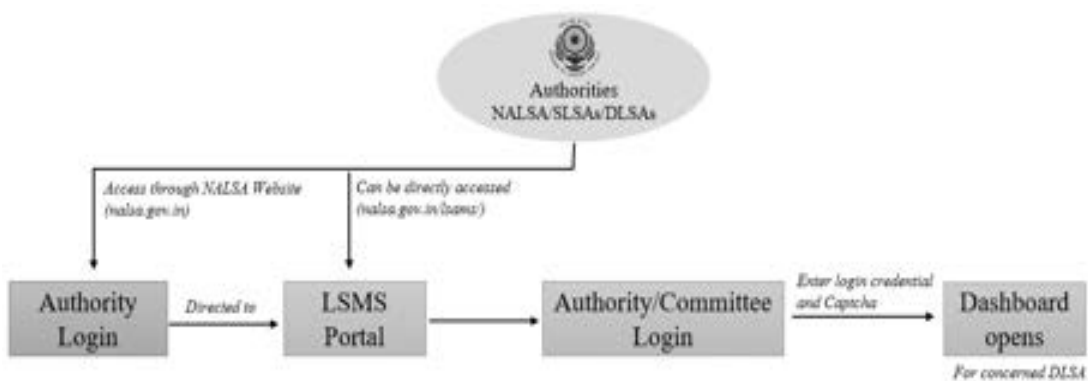 Authorities
NALSA/SLSAs/DLSAs
Access through NALSA Website
(nalsa.gov.in)
Can be directly accessed
(nalsa.gov.in/lsams/)
Authority
Login
Directed to
LSMS
Portal
Authority/Committee
Login
Enter login credential
and Captcha
Dashboard
opens
For concerned DLSA